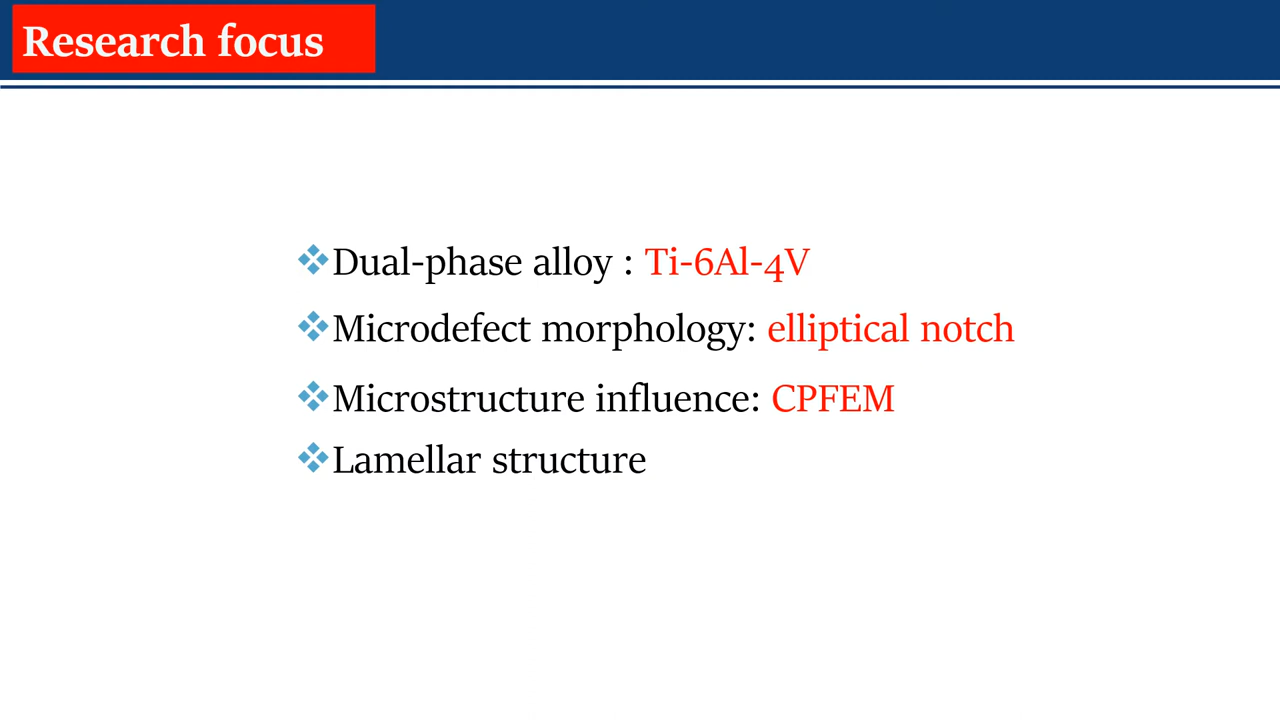 Research focus
Dual-phase alloy : Ti-6Al-4V
Microdefect morphology: elliptical notch
Microstructure influence: CPFEM
Lamellar structure